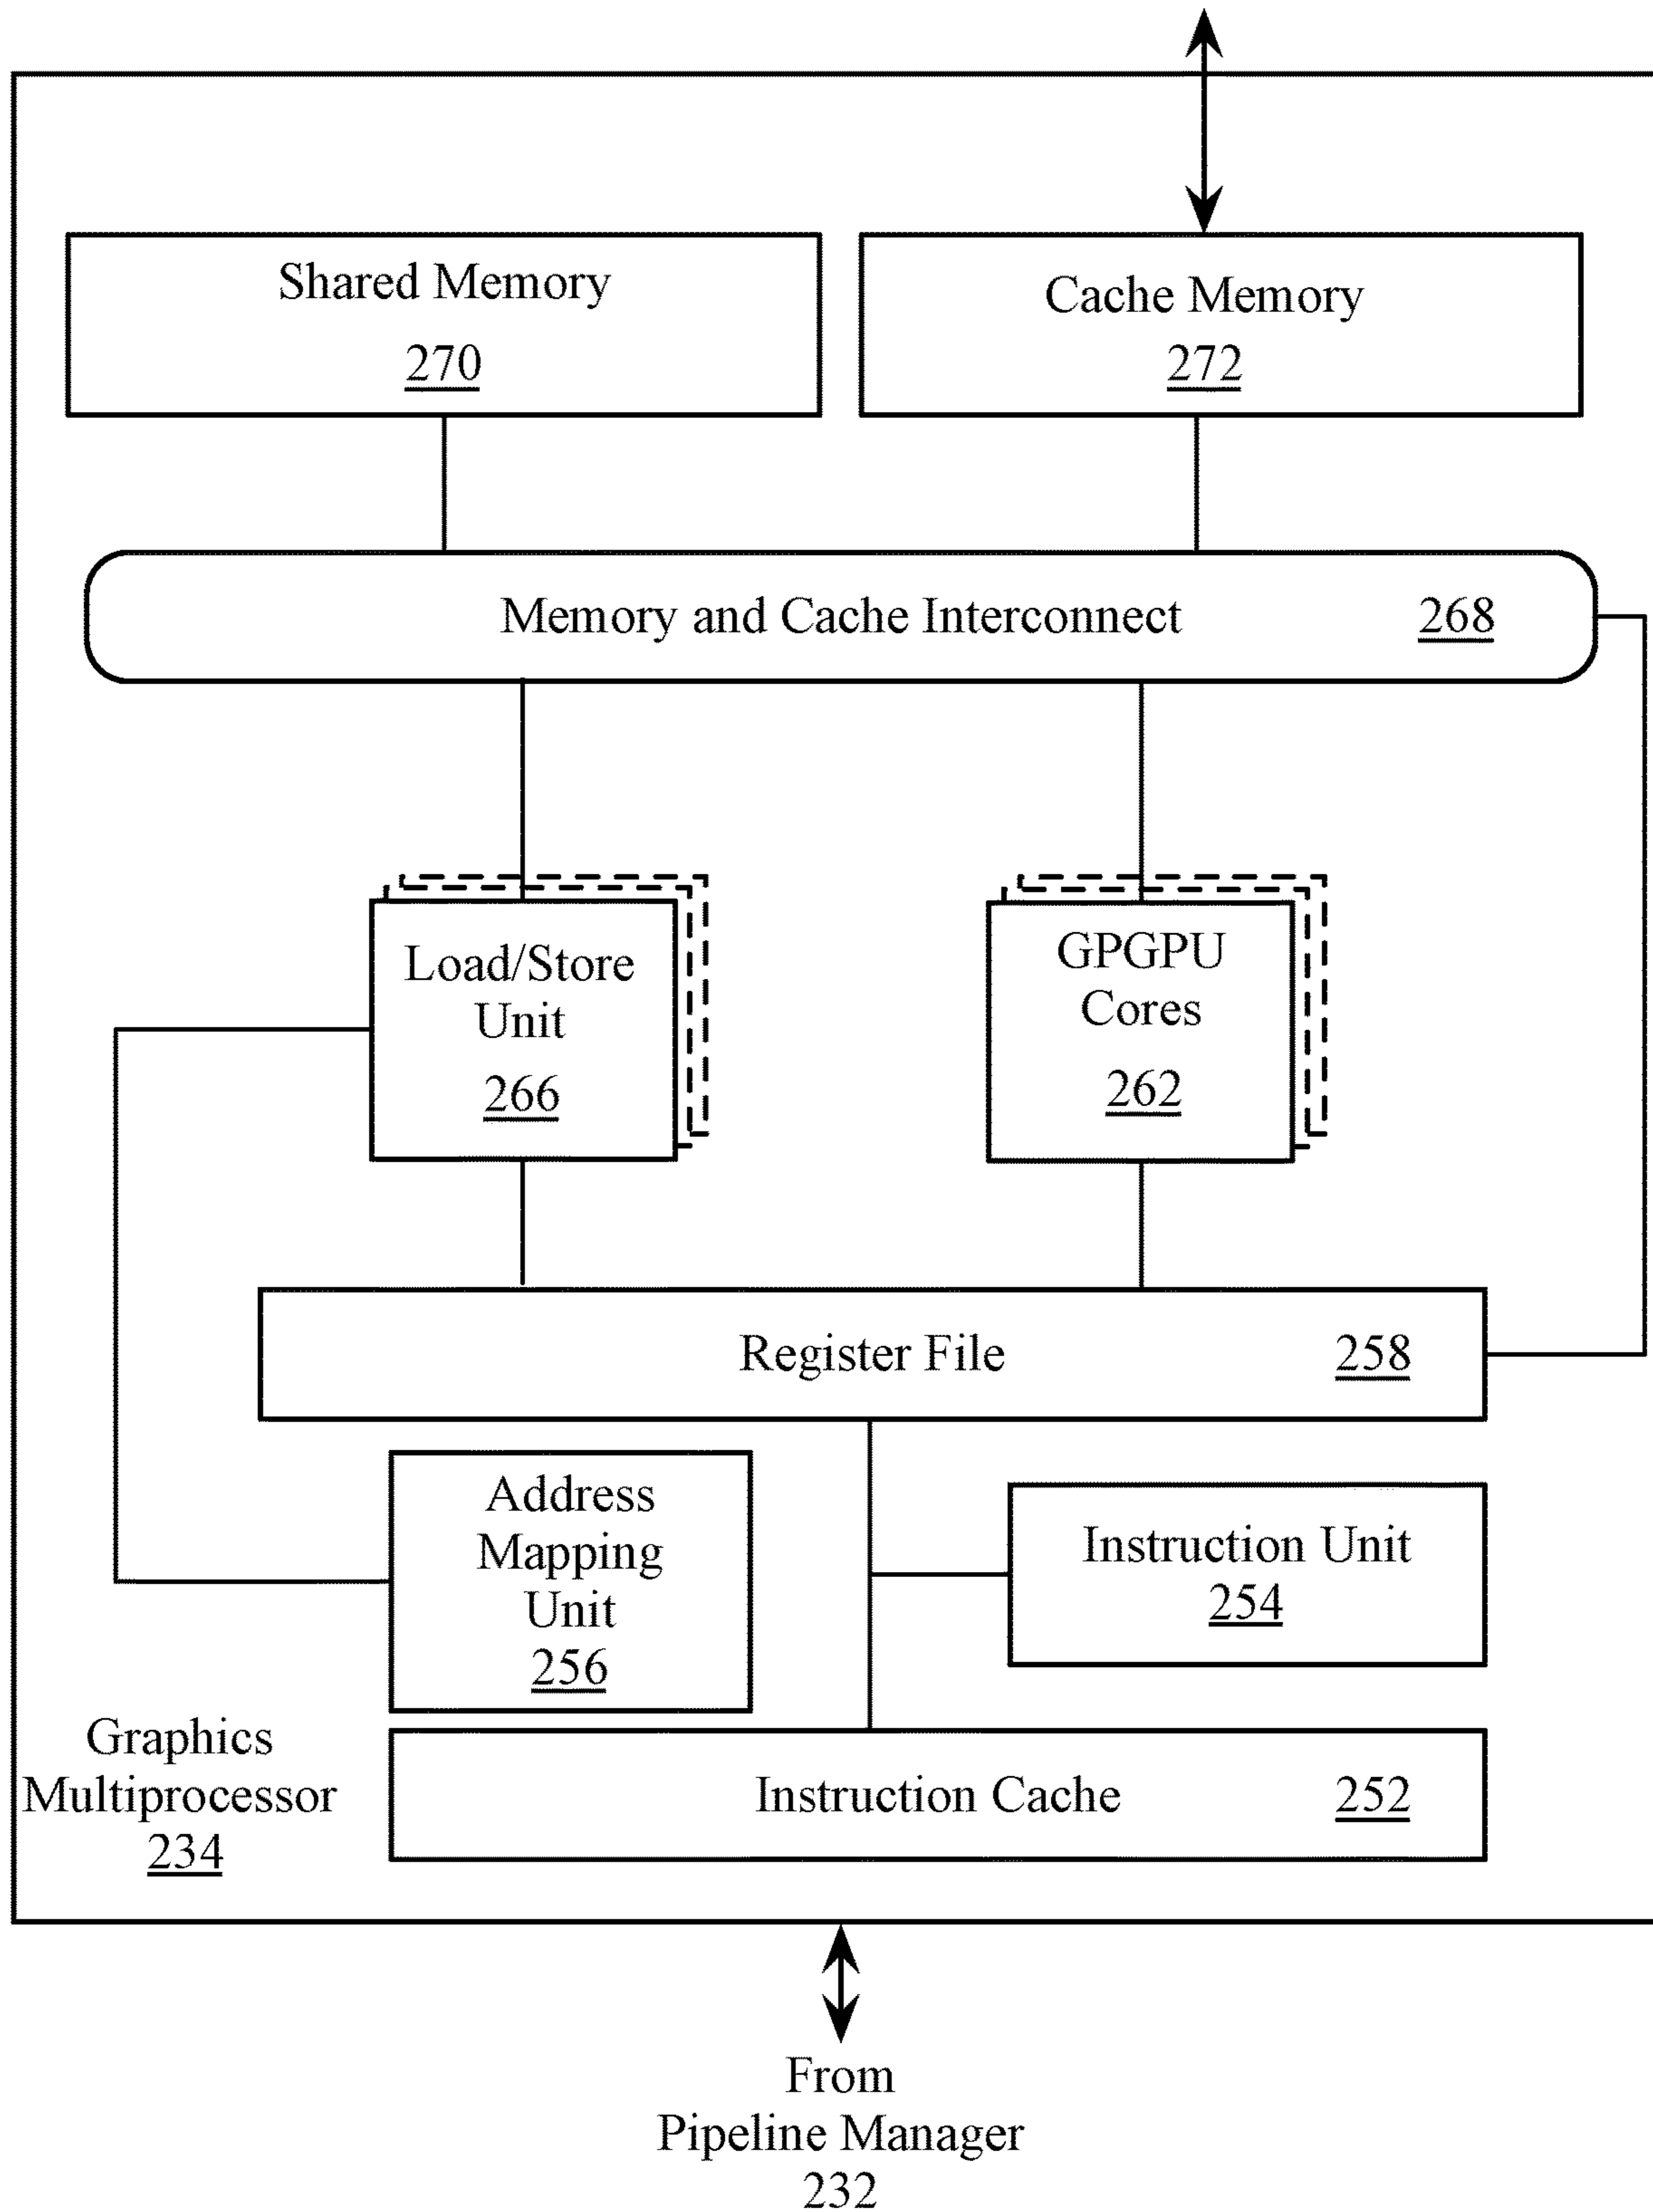 Shared Memory
270
Cache Memory
272
Memory and Cache Interconnect 268
Load/Store
Unit
266
GPGPU
Cores
262
Register File 258
Address
Mapping
Unit
256
Instruction Unit
254
Graphics
Multiprocessor
234
Instruction Cache 252
From
Pipeline Manager
232